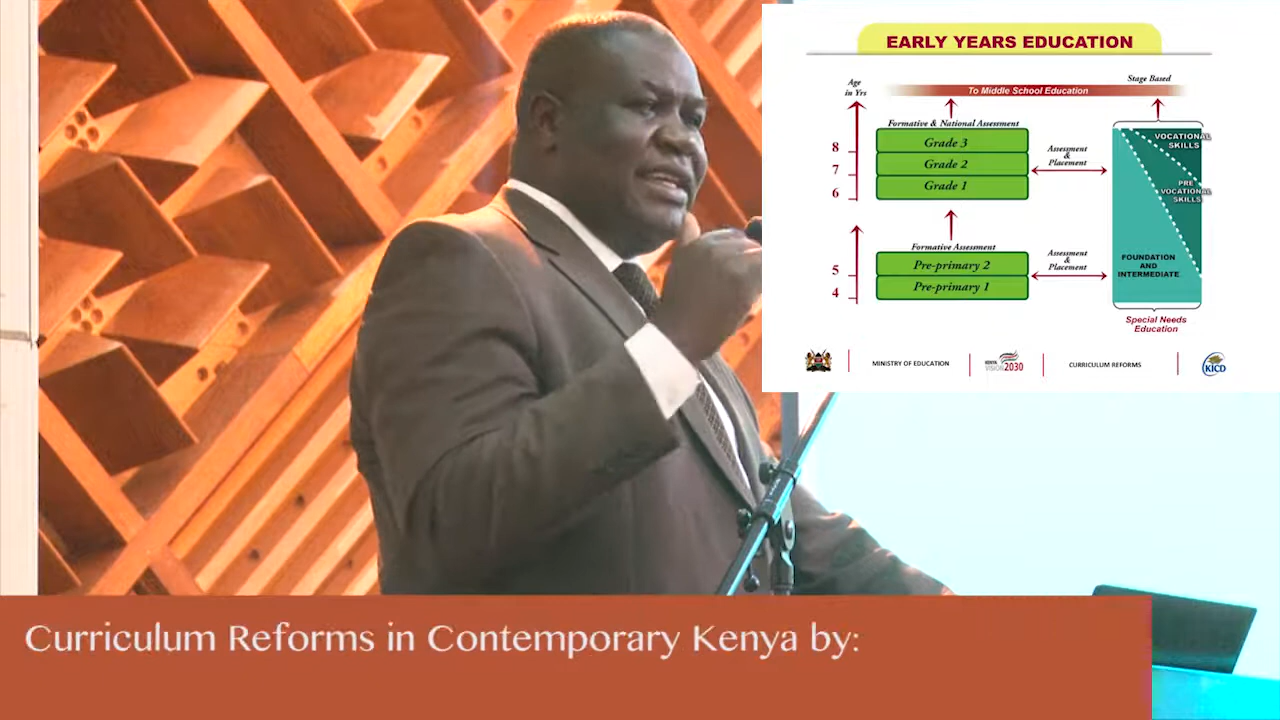 EARLY YEARS EDUCATION
Age
in Yrs
Stage Based
To Middle School Education
Formative & National Assessment
8
7
6
Grade 3
Grade 2
Grade 1
Assessment
&
Placement
VOCATIONAL
SKILLS
PRE
VOCATIONAL
SKILLS
Formative Assessment
5
4
Pre-primary 2
Pre-primary 1
Assessment
&
Placement
FOUNDATION
AND
INTERMEDIATE
Special Needs
Education
MINISTRY OF EDUCATION
KENYA
VISION 2030
CURRICULUM REFORMS
KICD
Curriculum Reforms in Contemporary Kenya by: